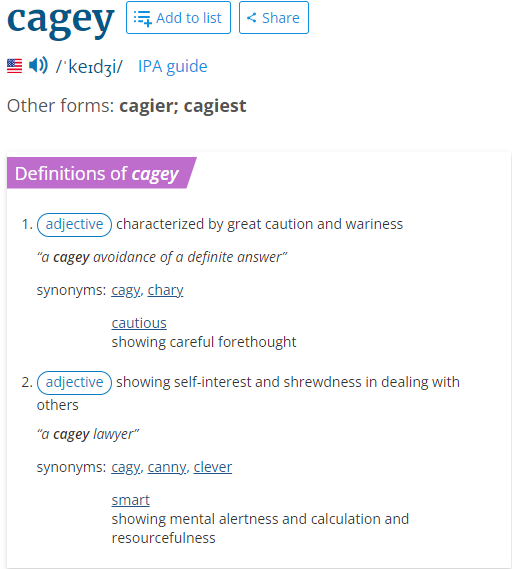 cagey Add to list Share
/ˈkeɪdʒi/ IPA guide
Other forms: cagier; cagiest
Definitions of cagey
1. adjective characterized by great caution and wariness
“a cagey avoidance of a definite answer”
synonyms: cagy, chary
cautious
showing careful forethought
2. adjective showing self-interest and shrewdness in dealing with
others
“a cagey lawyer”
synonyms: cagy, canny, clever
smart
showing mental alertness and calculation and
resourcefulness